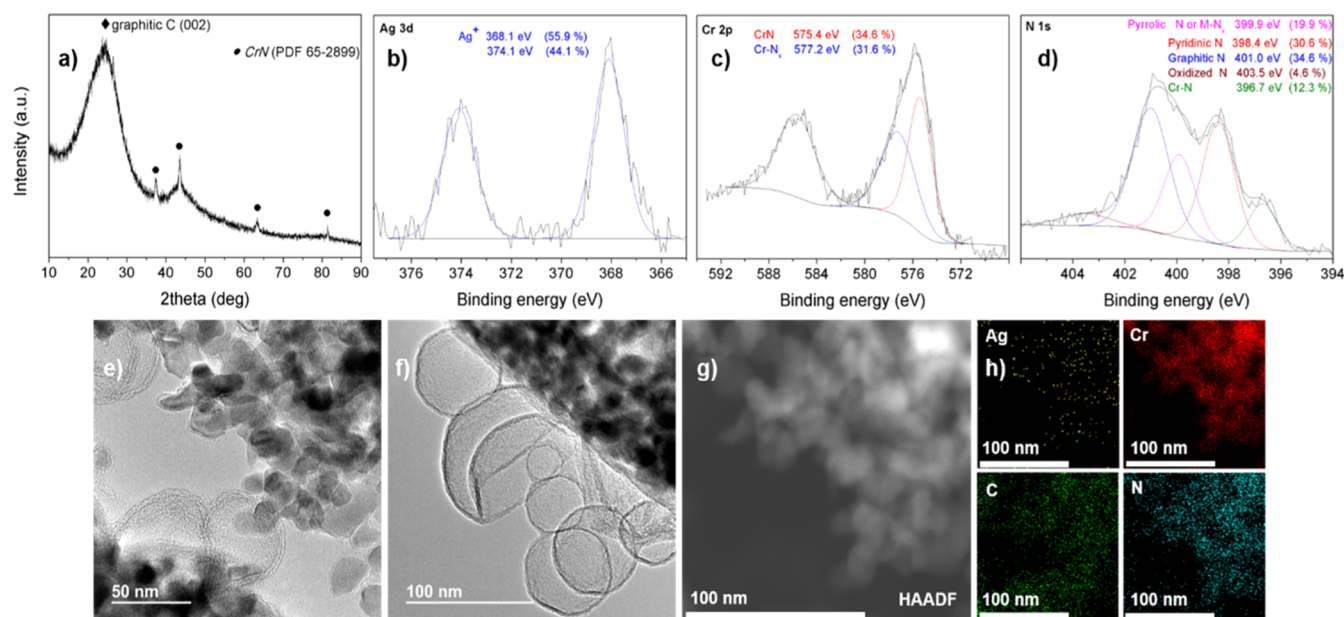 ◆ graphitic C (002)
a)
● CrN (PDF 65-2899)
Intensity (a.u.)
10 20 30 40 50 60 70 80 90
2theta (deg)
Ag 3d
b)
Ag+ 368.1 eV (55.9 %)
374.1 eV (44.1 %)
376 374 372 370 368 366
Binding energy (eV)
Cr 2p
c)
CrN 575.4 eV (34.6 %)
Cr-Nx 577.2 eV (31.6 %)
592 588 584 580 576 572
Binding energy (eV)
N 1s
d)
Pyrrolic N or M-Nx 399.9 eV (19.9 %)
Pyridinic N 398.4 eV (30.6 %)
Graphitic N 401.0 eV (34.6 %)
Oxidized N 403.5 eV (4.6 %)
Cr-N 396.7 eV (12.3 %)
404 402 400 398 396 394
Binding energy (eV)
e)
50 nm
f)
100 nm
g)
100 nm
HAADF
h)
Ag
100 nm
Cr
100 nm
C
100 nm
N
100 nm